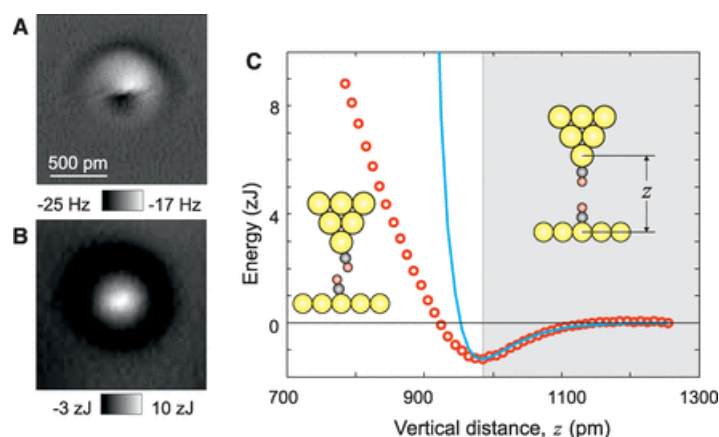 A
500 pm
-25 Hz -17 Hz
B
-3 zJ 10 zJ
C
Energy (zJ)
8
4
0
z
700 900 1100 1300
Vertical distance, z (pm)